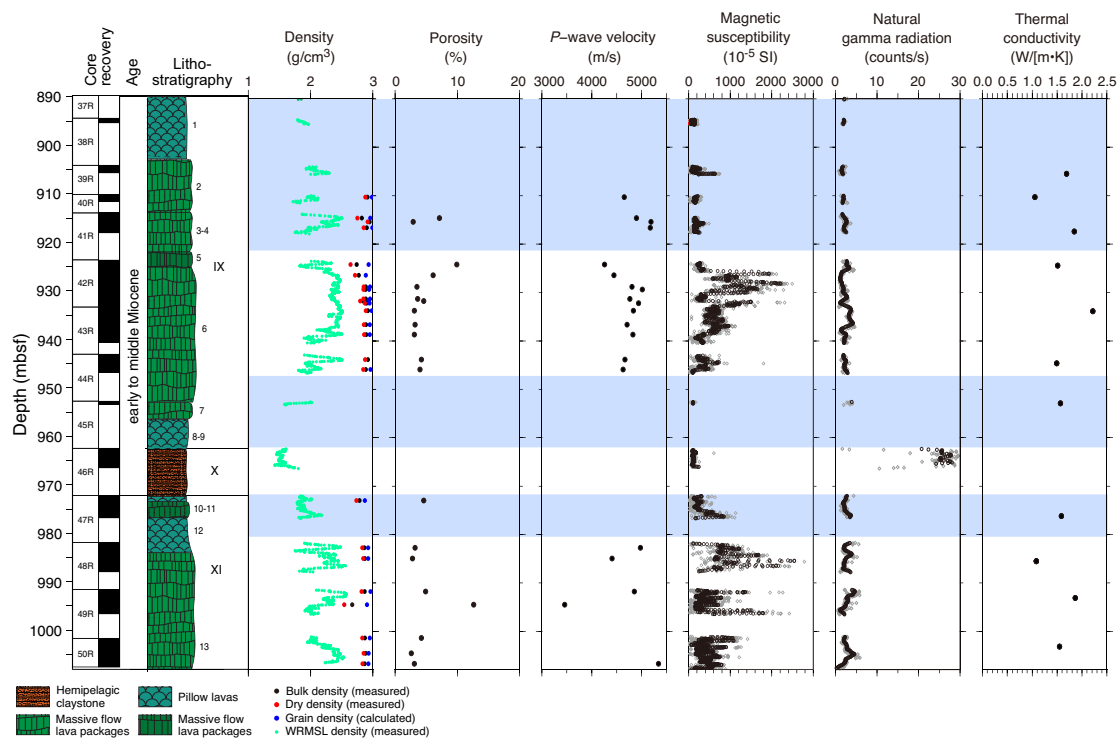 Core
recovery
Age
Litho-
stratigraphy
Density
(g/cm3)
Porosity
(%)
P–wave velocity
(m/s)
Magnetic
susceptibility
(10-5 SI)
Natural
gamma radiation
(counts/s)
Thermal
conductivity
(W/[m•K])
1 2 3
0 10 20
3000 4000 5000
0 1000 2000 3000
0 10 20 30
0.0 0.5 1.0 1.5 2.0 2.5
Depth (mbsf)
890
900
910
920
930
940
950
960
970
980
990
1000
37R
38R
39R
40R
41R
42R
43R
44R
45R
46R
47R
48R
49R
50R
early to middle Miocene
1
2
3-4
5
IX
6
7
8-9
X
10-11
12
XI
13
Hemipelagic
claystone
Massive flow
lava packages
Pillow lavas
Massive flow
lava packages
Bulk density (measured)
Dry density (measured)
Grain density (calculated)
WRMSL density (measured)